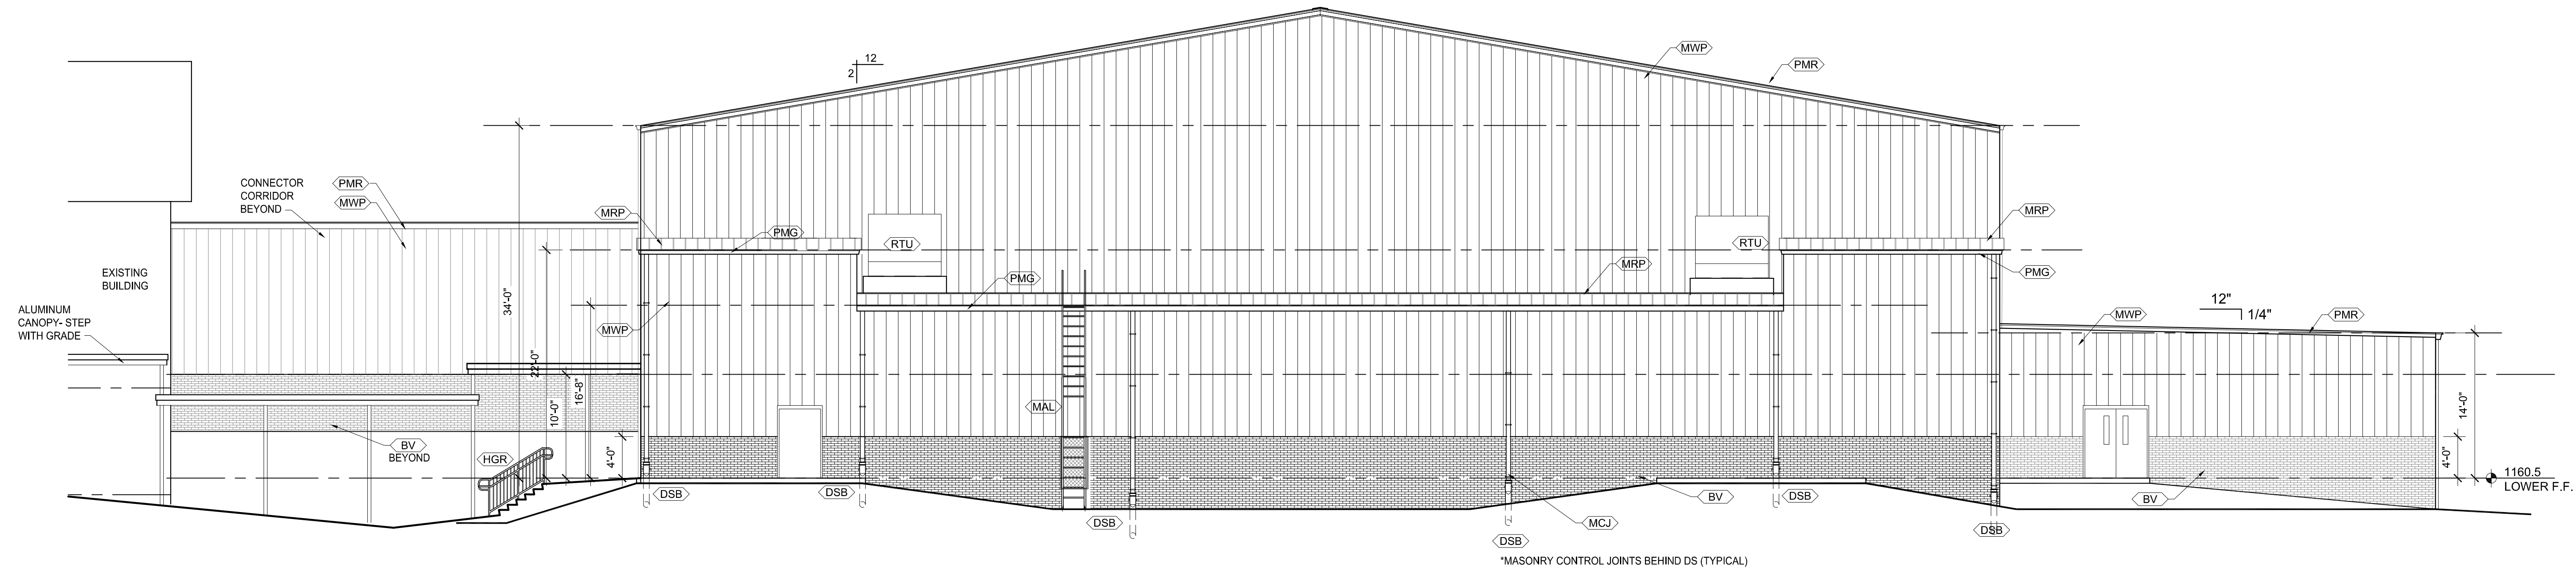 12
2
MWP
PMR
CONNECTOR
CORRIDOR
BEYOND
PMR
MWP
34'-0"
MRP
PMG
RTU
RTU
MRP
PMG
EXISTING
BUILDING
PMG
MRP
ALUMINUM
CANOPY- STEP
WITH GRADE
MWP
12"
1/4"
MWP
PMR
22'-0"
16'-8"
10'-0"
MAL
14'-0"
BV
BEYOND
HGR
4'-0"
4'-0"
1160.5
LOWER F.F.
DSB
DSB
DSB
BV
DSB
BV
MCJ
DSB
DSB
*MASONRY CONTROL JOINTS BEHIND DS (TYPICAL)